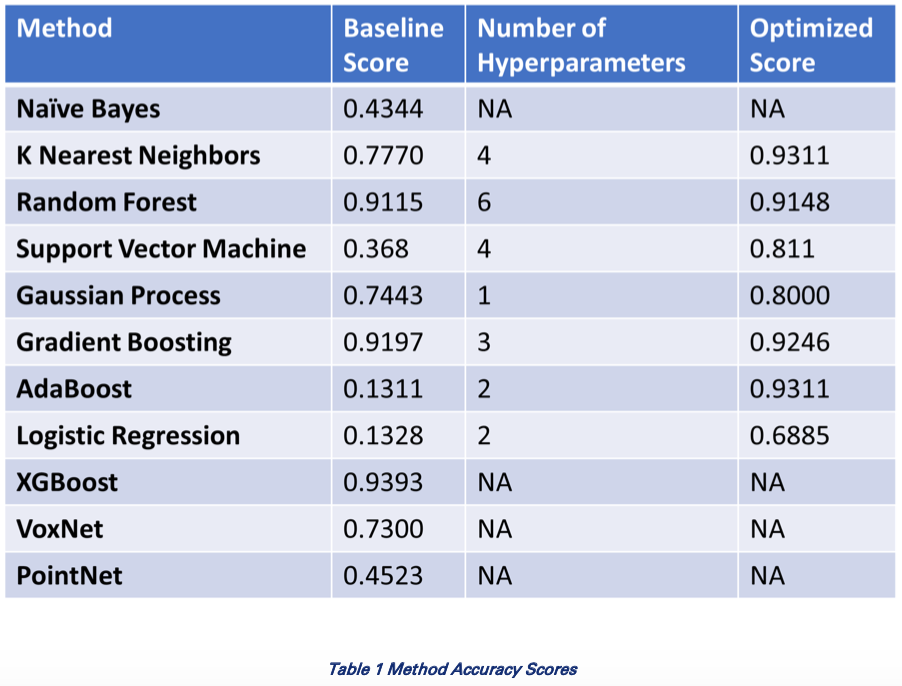 Method Baseline Score Number of Hyperparameters Optimized Score
Naïve Bayes 0.4344 NA NA
K Nearest Neighbors 0.7770 4 0.9311
Random Forest 0.9115 6 0.9148
Support Vector Machine 0.368 4 0.811
Gaussian Process 0.7443 1 0.8000
Gradient Boosting 0.9197 3 0.9246
AdaBoost 0.1311 2 0.9311
Logistic Regression 0.1328 2 0.6885
XGBoost 0.9393 NA NA
VoxNet 0.7300 NA NA
PointNet 0.4523 NA NA
Table 1 Method Accuracy Scores